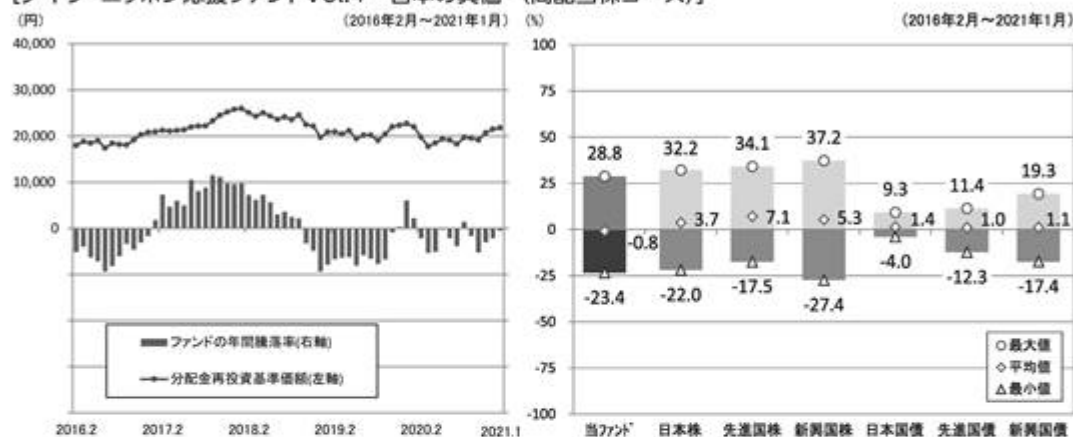 (円)
(2016年2月～2021年1月)
40,000
30,000
20,000
10,000
0
ファンドの年間騰落率(右軸)
分配金再投資基準価額(左軸)
2016.2 2017.2 2018.2 2019.2 2020.2 2021.1
(%)
(2016年2月～2021年1月)
100
75
50
25
0
-25
-50
-75
-100
28.8 32.2 34.1 37.2 9.3 11.4 19.3
-0.8 3.7 7.1 5.3 1.4 1.0 1.1
-23.4 -22.0 -17.5 -27.4 -4.0 -12.3 -17.4
○最大値
◇平均値
△最小値
当ファンド 日本株 先進国株 新興国株 日本国債 先進国債 新興国債